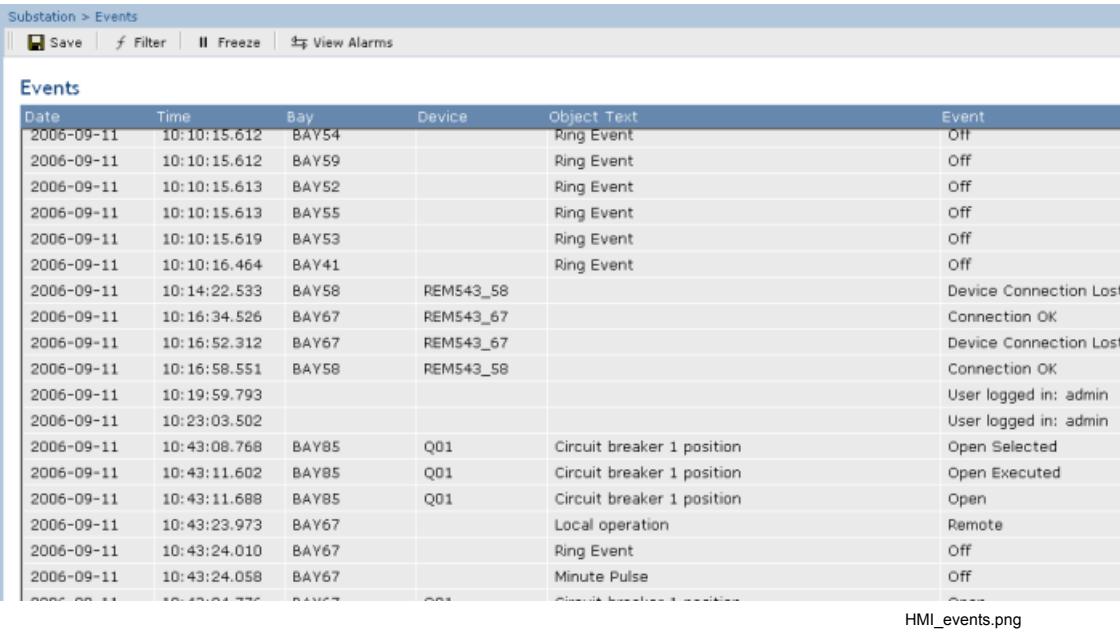 Substation > Events
Save Filter Freeze View Alarms
Events
Date Time Bay Device Object Text Event
2006-09-11 10:10:15.612 BAY54 Ring Event Off
2006-09-11 10:10:15.612 BAY59 Ring Event Off
2006-09-11 10:10:15.613 BAY52 Ring Event Off
2006-09-11 10:10:15.613 BAY55 Ring Event Off
2006-09-11 10:10:15.619 BAY53 Ring Event Off
2006-09-11 10:10:16.464 BAY41 Ring Event Off
2006-09-11 10:14:22.533 BAY58 REM543_58 Device Connection Lost
2006-09-11 10:16:34.526 BAY67 REM543_67 Connection OK
2006-09-11 10:16:52.312 BAY67 REM543_67 Device Connection Lost
2006-09-11 10:16:58.551 BAY58 REM543_58 Connection OK
2006-09-11 10:19:59.793 User logged in: admin
2006-09-11 10:23:03.502 User logged in: admin
2006-09-11 10:43:08.768 BAY85 Q01 Circuit breaker 1 position Open Selected
2006-09-11 10:43:11.602 BAY85 Q01 Circuit breaker 1 position Open Executed
2006-09-11 10:43:11.688 BAY85 Q01 Circuit breaker 1 position Open
2006-09-11 10:43:23.973 BAY67 Local operation Remote
2006-09-11 10:43:24.010 BAY67 Ring Event Off
2006-09-11 10:43:24.058 BAY67 Minute Pulse Off
HMI_events.png